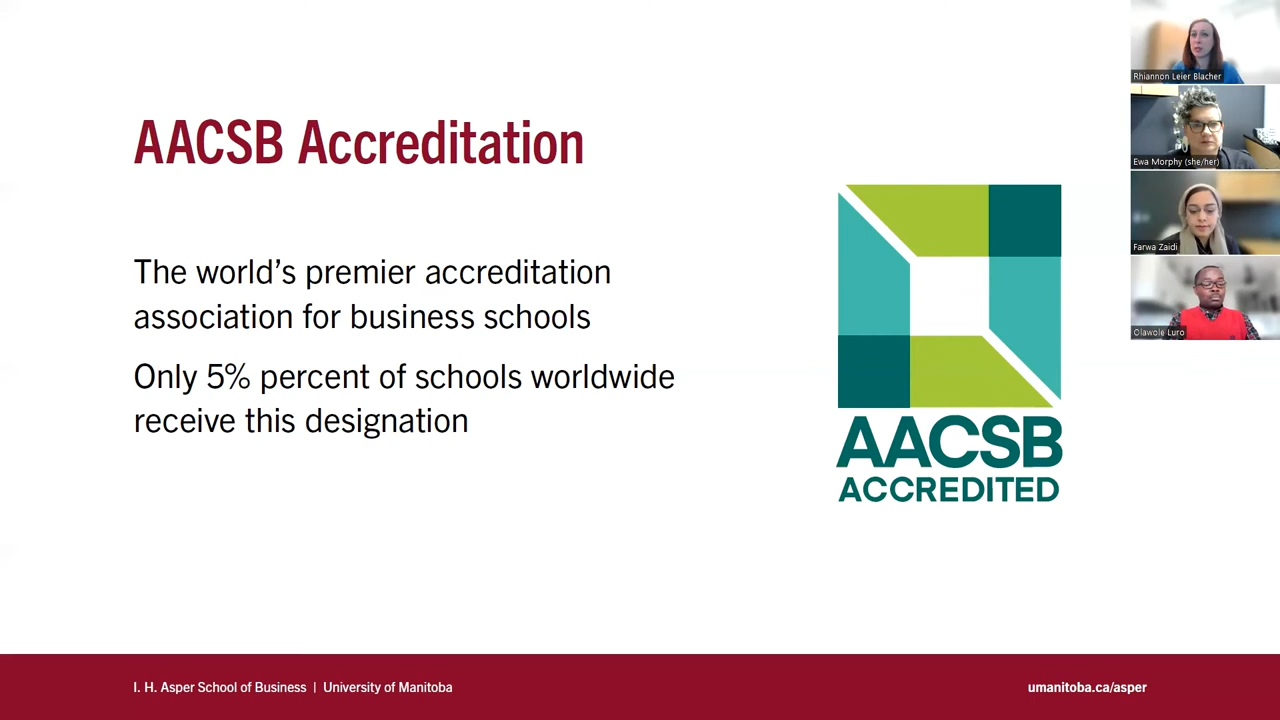 AACSB Accreditation
The world's premier accreditation
association for business schools
Only 5% percent of schools worldwide
receive this designation
AACSB
ACCREDITED
Rhiannon Leier Blacher
Ewa Morphy (she/her)
Farwa Zaidi
Olawole Luro
I. H. Asper School of Business | University of Manitoba
umanitoba.ca/asper